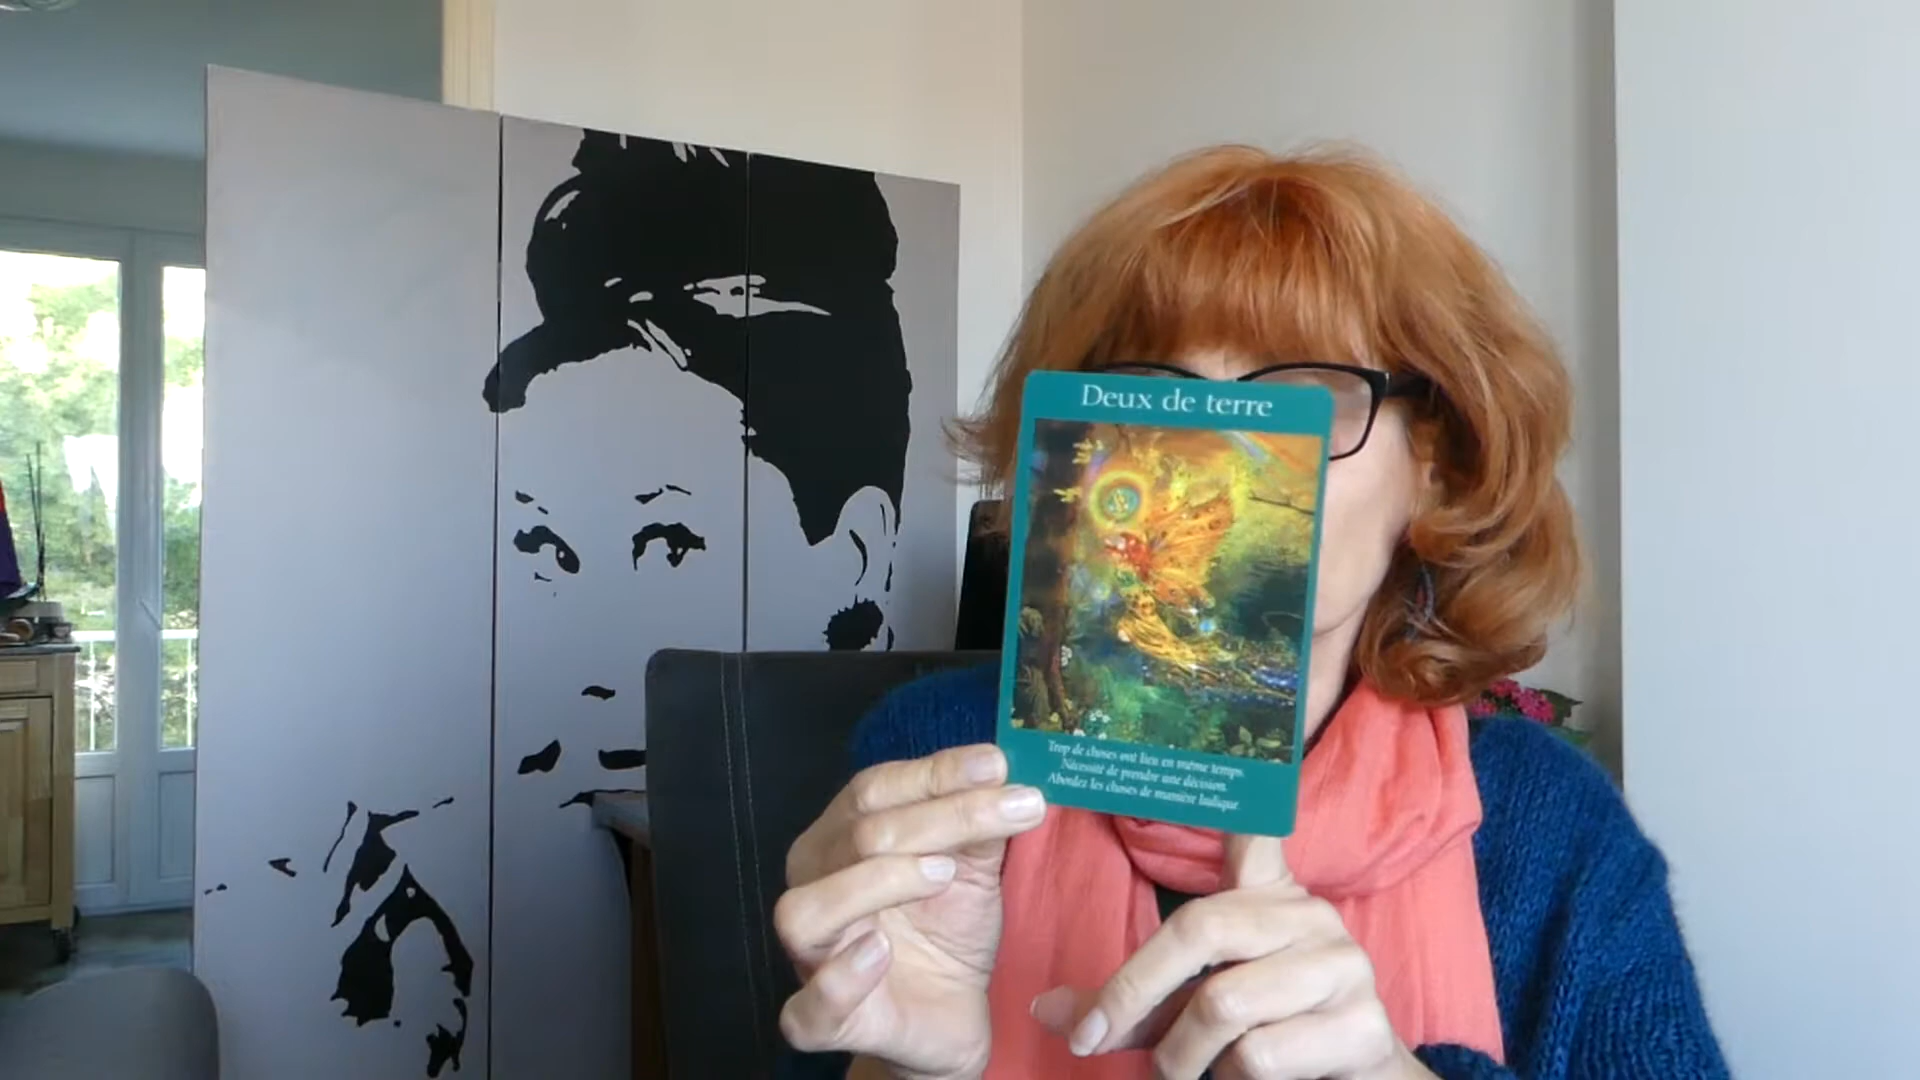 Deux de terre
Trop de choses ont lieu en même temps.
Nécessité de prendre une décision.
Abordez les choses de manière ludique